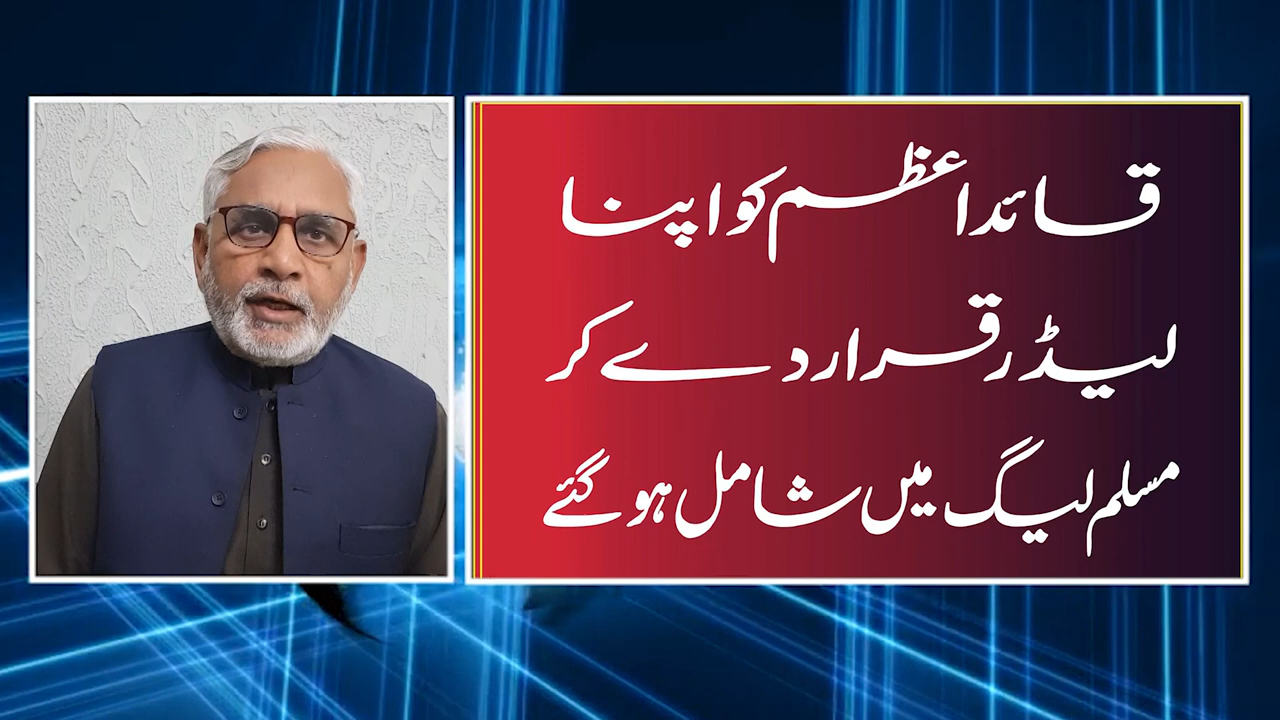 قائداعظم کو اپنا
لیڈر قرار دے کر
مسلم لیگ میں شامل ہو گئے